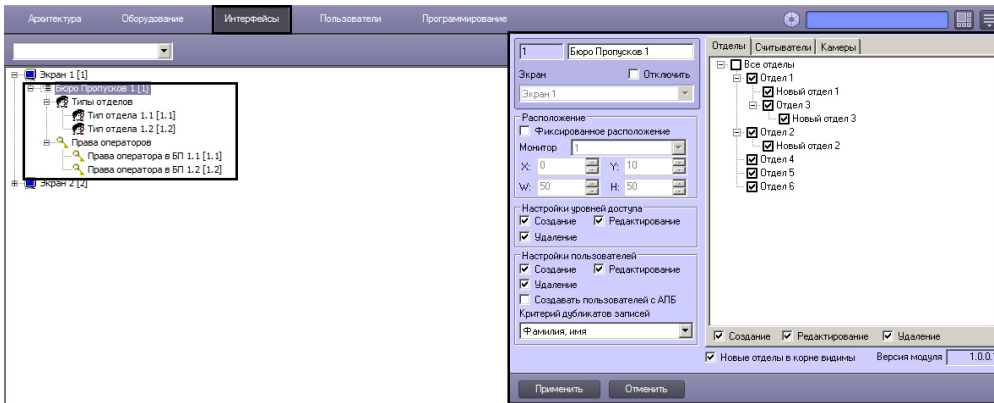 Архитектура Оборудование Интерфейсы Пользователи Программирование
Экран 1 [1]
Бюро Пропусков 1 [1]
Типы отделов
Тип отдела 1.1 [1.1]
Тип отдела 1.2 [1.2]
Права операторов
Права оператора в БП 1.1 [1.1]
Права оператора в БП 1.2 [1.2]
Экран 2 [2]
1 Бюро Пропусков 1
Экран Отключить
Экран 1
Расположение
Фиксированное расположение
Монитор 1
X: 0 Y: 10
W: 50 H: 50
Настройки уровней доступа
Создание Редактирование
Удаление
Настройки пользователей
Создание Редактирование
Удаление
Создавать пользователей с АПБ
Критерий дубликатов записей
Фамилия, имя
Отделы Считыватели Камеры
Все отделы
Отдел 1
Новый отдел 1
Отдел 3
Новый отдел 3
Отдел 2
Новый отдел 2
Отдел 4
Отдел 5
Отдел 6
Создание Редактирование Удаление
Новые отделы в корне видимы Версия модуля
Применить Отменить